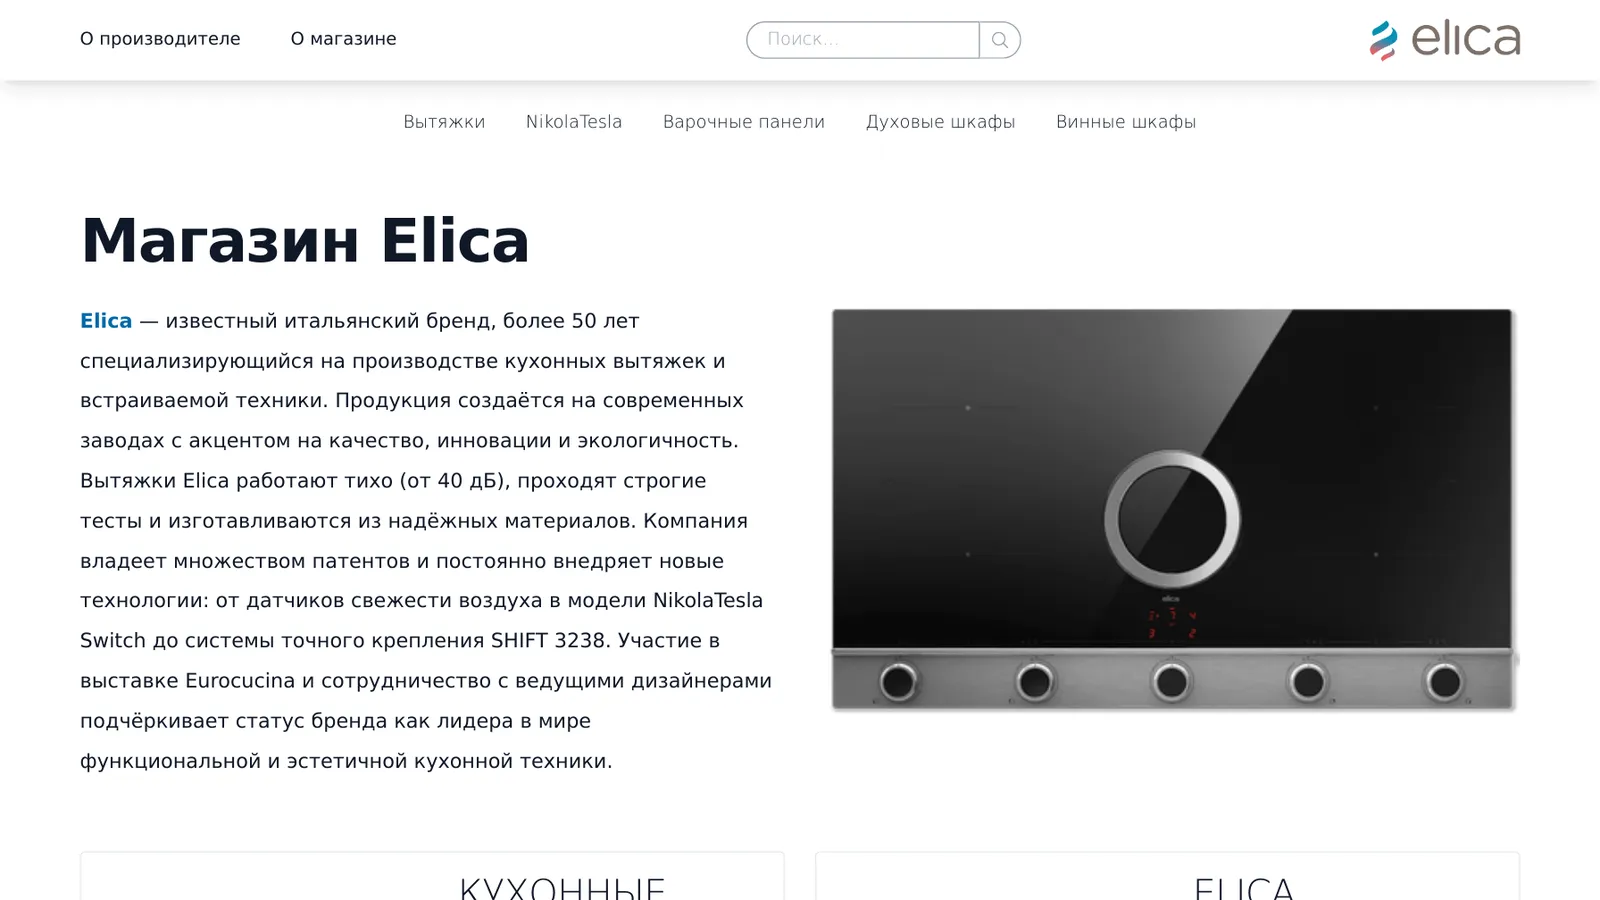 О производителе
О магазине
Поиск...
elica
Вытяжки
NikolaTesla
Варочные панели
Духовые шкафы
Винные шкафы
Магазин Elica
Elica — известный итальянский бренд, более 50 лет
специализирующийся на производстве кухонных вытяжек и
встраиваемой техники. Продукция создаётся на современных
заводах с акцентом на качество, инновации и экологичность.
Вытяжки Elica работают тихо (от 40 дБ), проходят строгие
тесты и изготавливаются из надёжных материалов. Компания
владеет множеством патентов и постоянно внедряет новые
технологии: от датчиков свежести воздуха в модели NikolaTesla
Switch до системы точного крепления SHIFT 3238. Участие в
выставке Eurocucina и сотрудничество с ведущими дизайнерами
подчёркивает статус бренда как лидера в мире
функциональной и эстетичной кухонной техники.
elica
КУХОННЫЕ
ELICA